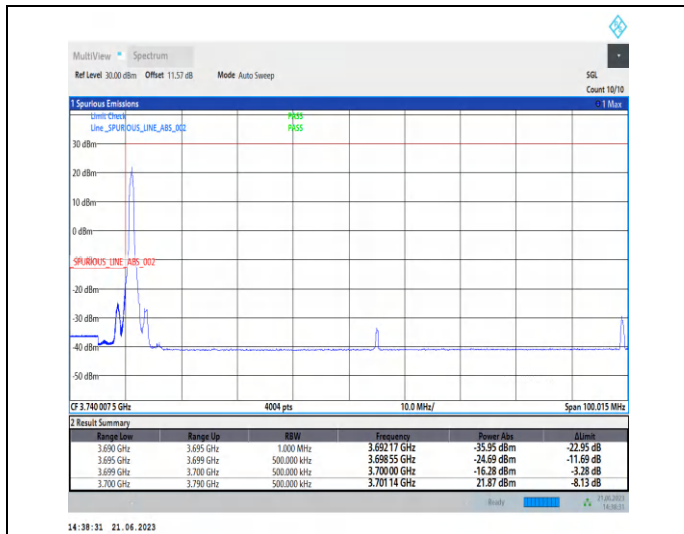 MultiView Spectrum
Ref Level 30.00 dBm Offset 11.57 dB Mode Auto Sweep SGL
Count 10/10
1 Spurious Emissions 1 Max
Limit Check PASS
Line _SPURIOUS_LINE_ABS_002 PASS
30 dBm
20 dBm
10 dBm
0 dBm
SPURIOUS_LINE_ABS_002
-20 dBm
-30 dBm
-40 dBm
-50 dBm
CF 3.740 007 5 GHz 4004 pts 10.0 MHz/ Span 100.015 MHz
2 Result Summary
Range Low Range Up RBW Frequency Power Abs ΔLimit
3.690 GHz 3.695 GHz 1.000 MHz 3.692 17 GHz -35.95 dBm -22.95 dB
3.695 GHz 3.699 GHz 500.000 kHz 3.698 55 GHz -24.69 dBm -11.69 dB
3.699 GHz 3.700 GHz 500.000 kHz 3.700 00 GHz -16.28 dBm -3.28 dB
3.700 GHz 3.790 GHz 500.000 kHz 3.701 14 GHz 21.87 dBm -8.13 dB
Ready 21.06.2023
14:38:31
14:38:31 21.06.2023